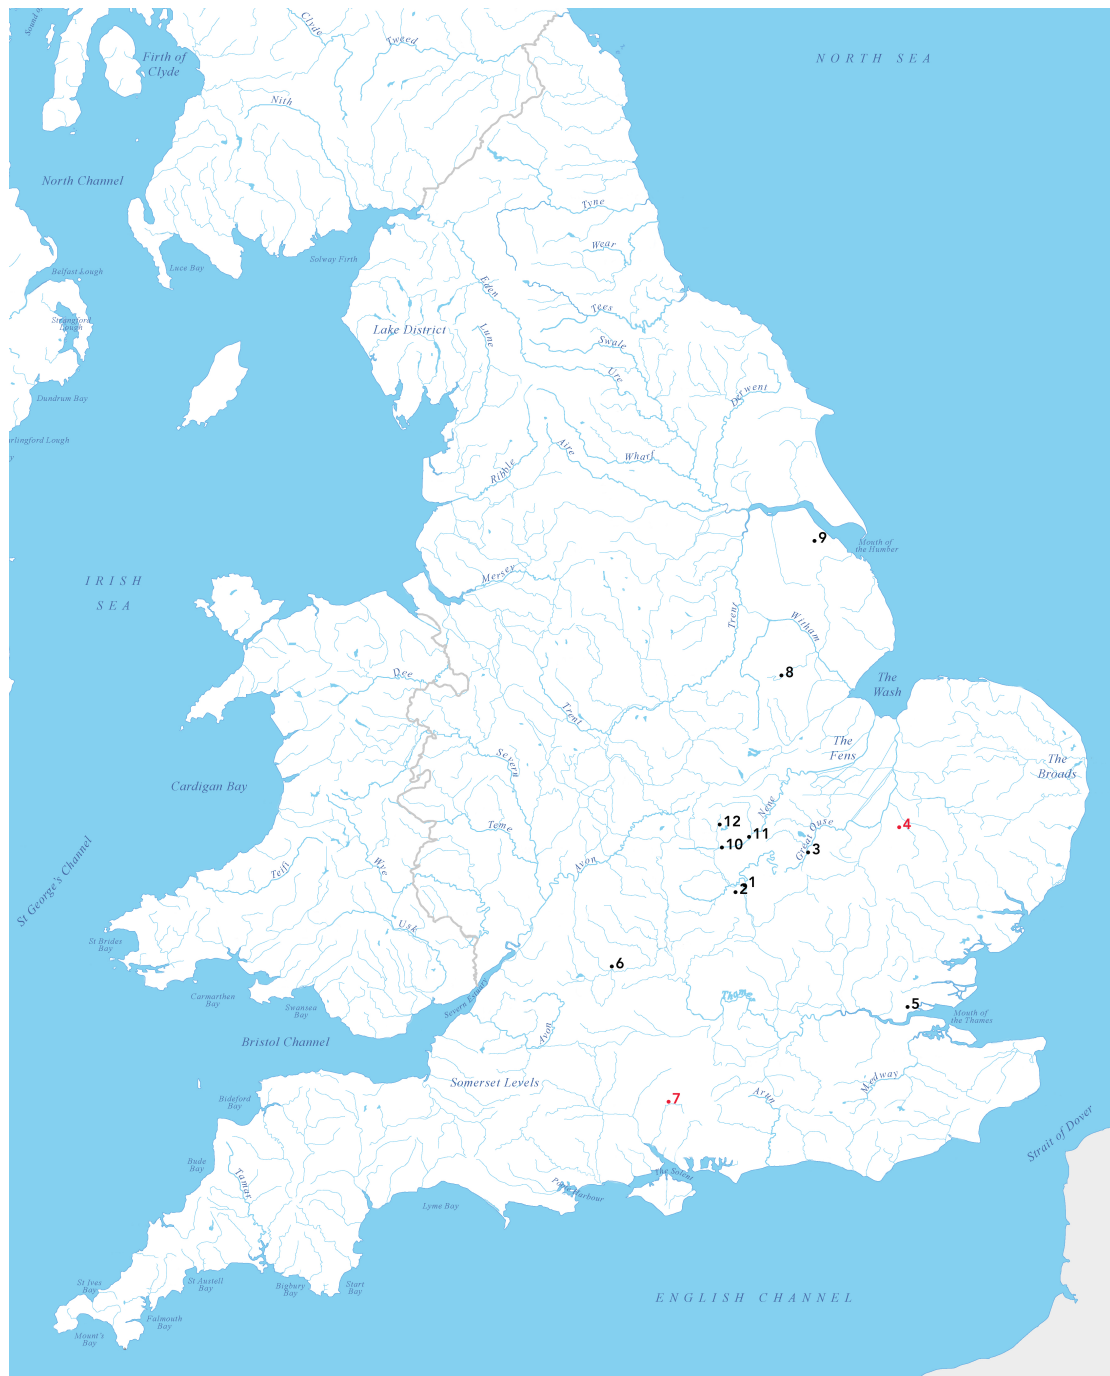 Sound of
Clyde
Tweed
Firth of
Clyde
NORTH SEA
Nith
North Channel
Tyne
Wear
Solway Firth
Luce Bay
Belfast Lough
Eden
Tees
Strangford
Lough
Lake District
Lune
Swale
Ure
Derwent
Dundrum Bay
arlingford Lough
y
Aire
Wharf
Ribble
9
Mouth of
the Humber
IRISH
SEA
Mersey
Trent
Witham
8
Dee
The
Wash
Trent
The
Fens
Severn
The
Broads
Cardigan Bay
Nene
12
11
10
Great Ouse
3
4
Teme
Avon
Teifi
Wye
1
2
St George's Channel
Usk
St Brides
Bay
6
Carmarthen
Bay
Swansea
Bay
Severn Estuary
Thame
5
Mouth of
the Thames
Bristol Channel
Avon
Somerset Levels
Medway
Arun
7
Bideford
Bay
Strait of Dover
Bude
Bay
Tamar
The Solent
Poole Harbour
Lyme Bay
St Ives
Bay
St Austell
Bay
Bigbury
Bay
Start
Bay
ENGLISH CHANNEL
Falmouth
Bay
Mount's
Bay